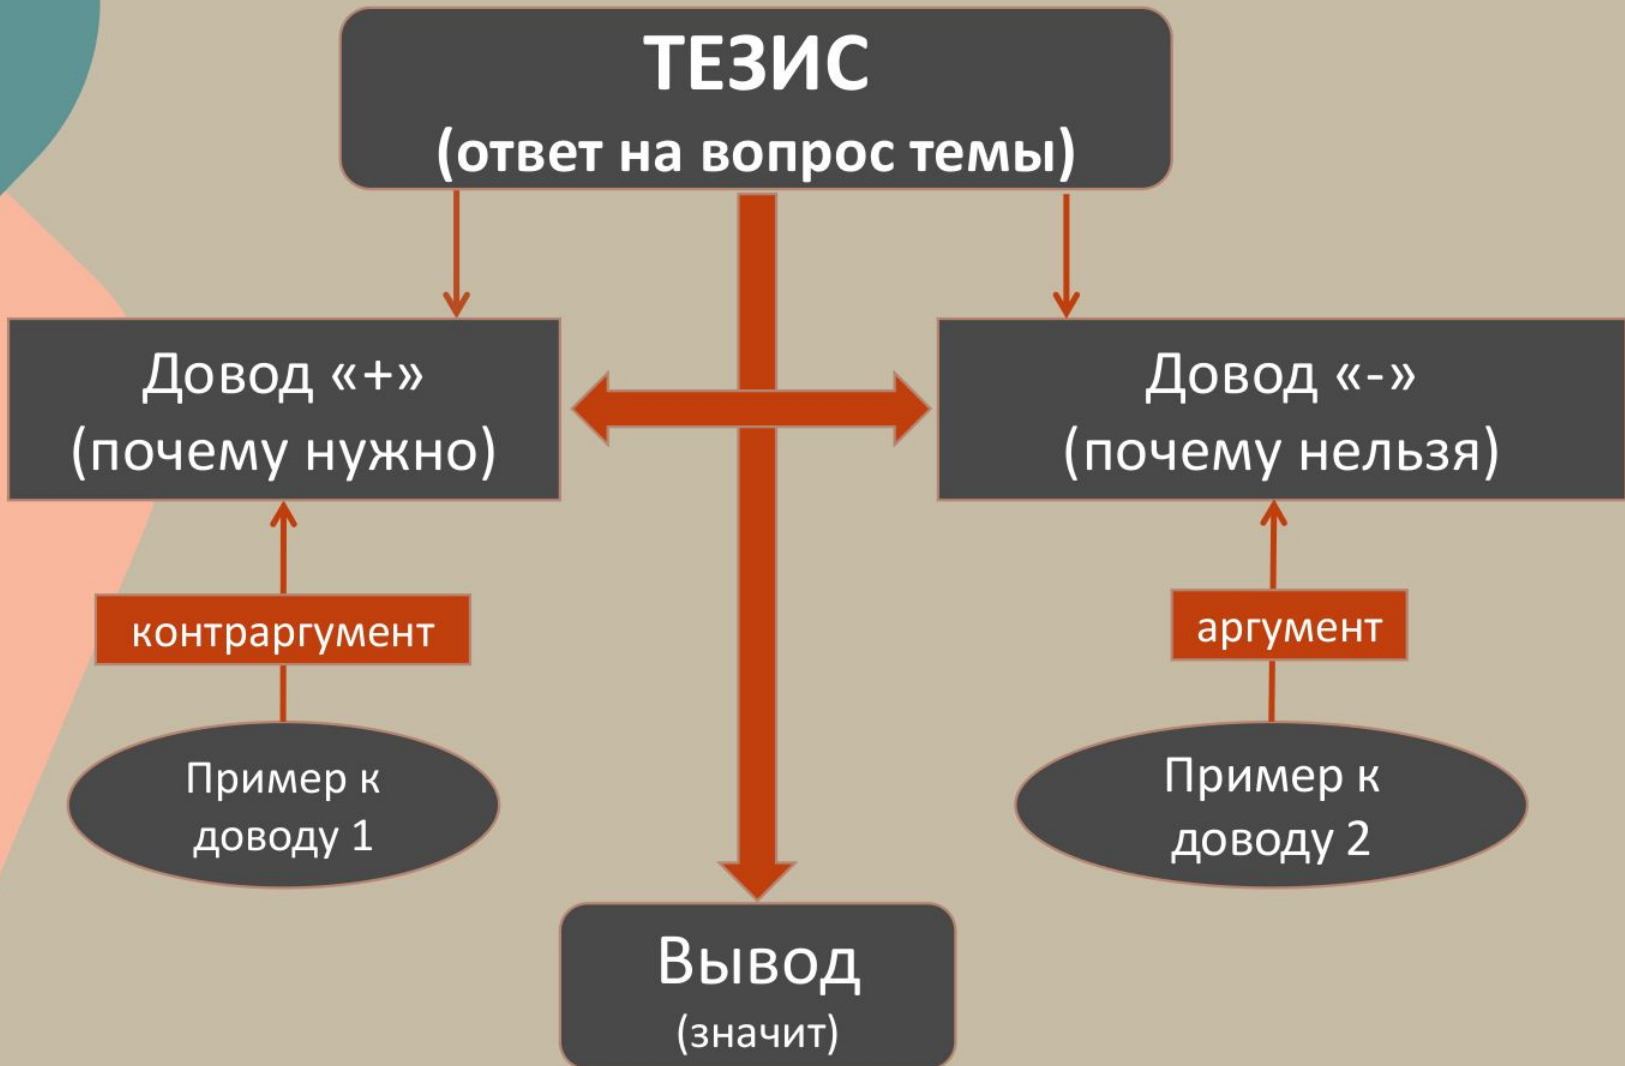 ТЕЗИС
(ответ на вопрос темы)
Довод «+»
(почему нужно)
Довод «-»
(почему нельзя)
контраргумент
аргумент
Пример к
доводу 1
Пример к
доводу 2
Вывод
(значит)